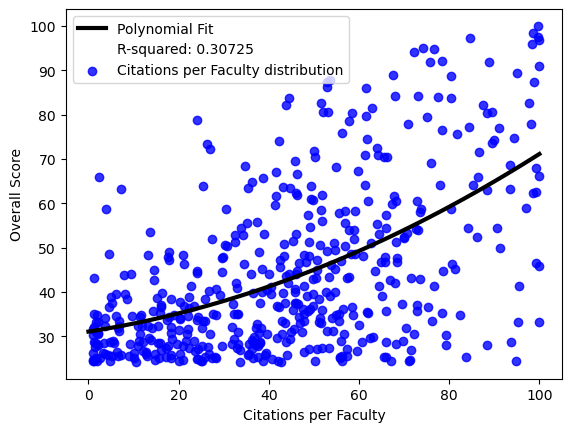 Polynomial Fit
R-squared: 0.30725
Citations per Faculty distribution
100
90
80
70
60
50
40
30
Overall Score
0
20
40
60
80
100
Citations per Faculty